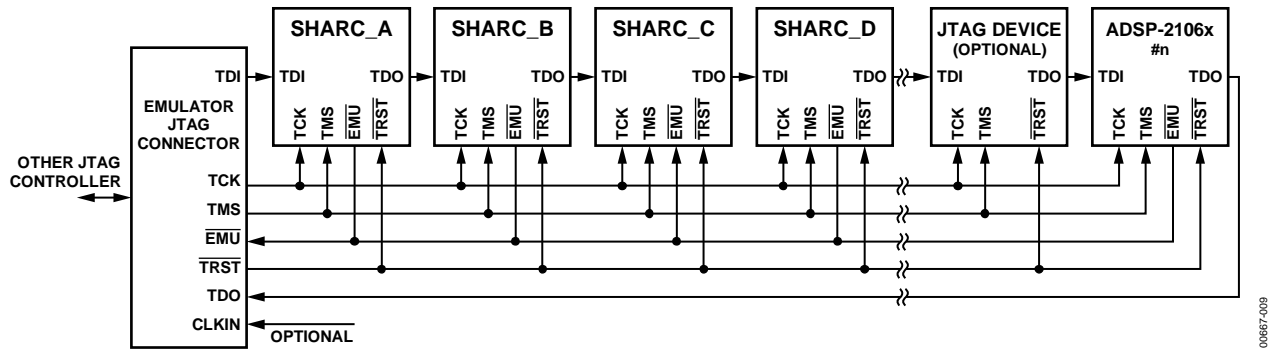 SHARC_A
SHARC_B
SHARC_C
SHARC_D
JTAG DEVICE
(OPTIONAL)
ADSP-2106x
#n
TDI
TDI
TDO
TDI
TDO
TDI
TDO
TDI
TDO
TDI
TDO
TDI
TDO
EMULATOR
JTAG
CONNECTOR
TCK
TMS
EMU
TRST
TCK
TMS
EMU
TRST
TCK
TMS
EMU
TRST
TCK
TMS
EMU
TRST
TCK
TMS
TRST
TCK
TMS
EMU
TRST
OTHER JTAG
CONTROLLER
TCK
TMS
EMU
TRST
TDO
CLKIN
OPTIONAL
00667-009